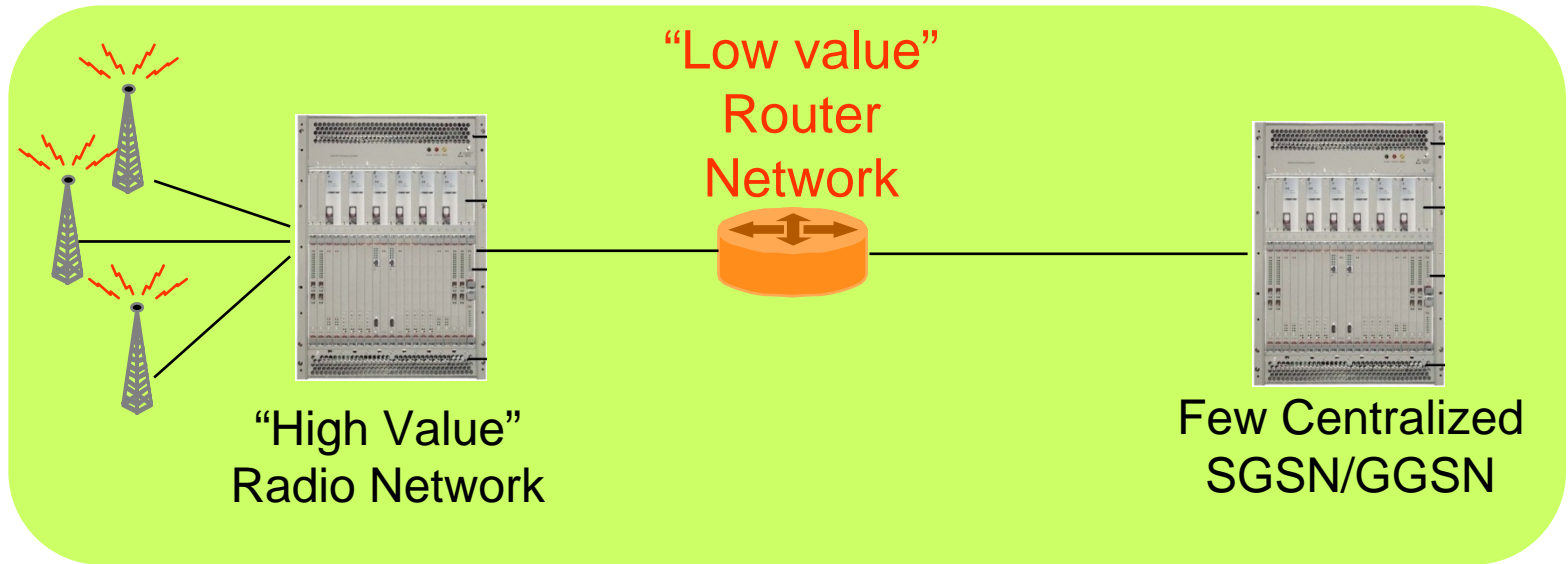 “Low value”
Router
Network
“High Value”
Radio Network
Few Centralized
SGSN/GGSN